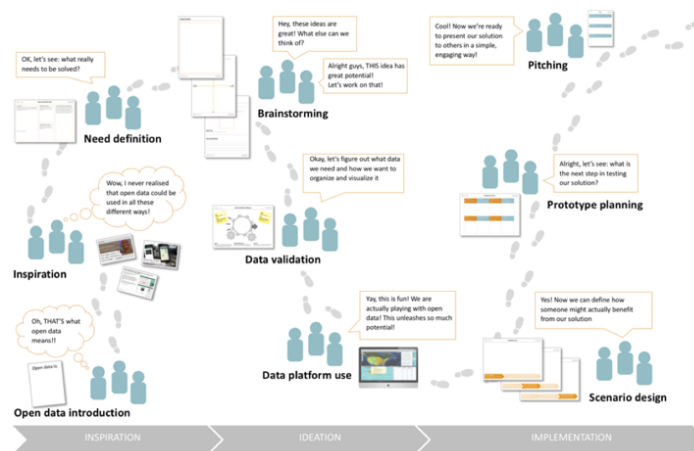 Hey, these ideas are
great! What else can we
think of?
Cool! Now we're ready
to present our solution
to others in a simple,
engaging way!
Pitching
OK, let's see: what really
needs to be solved?
Alright guys, THIS idea has
great potential!
Let's work on that!
Brainstorming
Need definition
Okay, let's figure out what data
we need and how we want to
organize and visualize it
Alright, let's see: what is
the next step in testing
our solution?
Prototype planning
Wow, I never realised
that open data could be
used in all these
different ways!
Inspiration
Data validation
Yay, this is fun! We are
actually playing with open
data! This unleashes so much
potential!
Yes! Now we can define how
someone might actually benefit
from our solution
Oh, THAT'S what
open data
means!!
Open data is
Data platform use
Scenario design
Open data introduction
INSPIRATION
IDEATION
IMPLEMENTATION